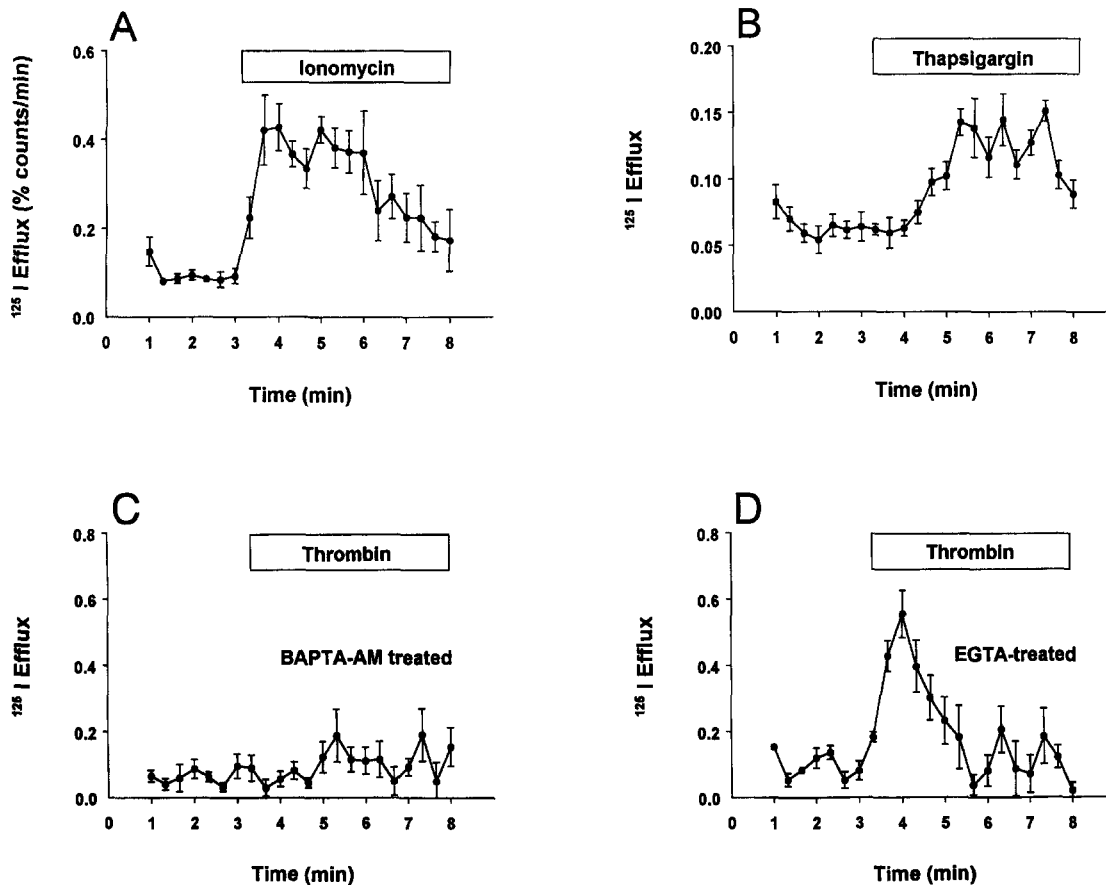 A
Ionomycin
¹²⁵ I Efflux (% counts/min)
0.6
0.4
0.2
0.0
0 1 2 3 4 5 6 7 8
Time (min)
B
Thapsigargin
¹²⁵ I Efflux
0.20
0.15
0.10
0.05
0.00
0 1 2 3 4 5 6 7 8
Time (min)
C
Thrombin
BAPTA-AM treated
¹²⁵ I Efflux
0.8
0.6
0.4
0.2
0.0
0 1 2 3 4 5 6 7 8
Time (min)
D
Thrombin
EGTA-treated
¹²⁵ I Efflux
0.8
0.6
0.4
0.2
0.0
0 1 2 3 4 5 6 7 8
Time (min)